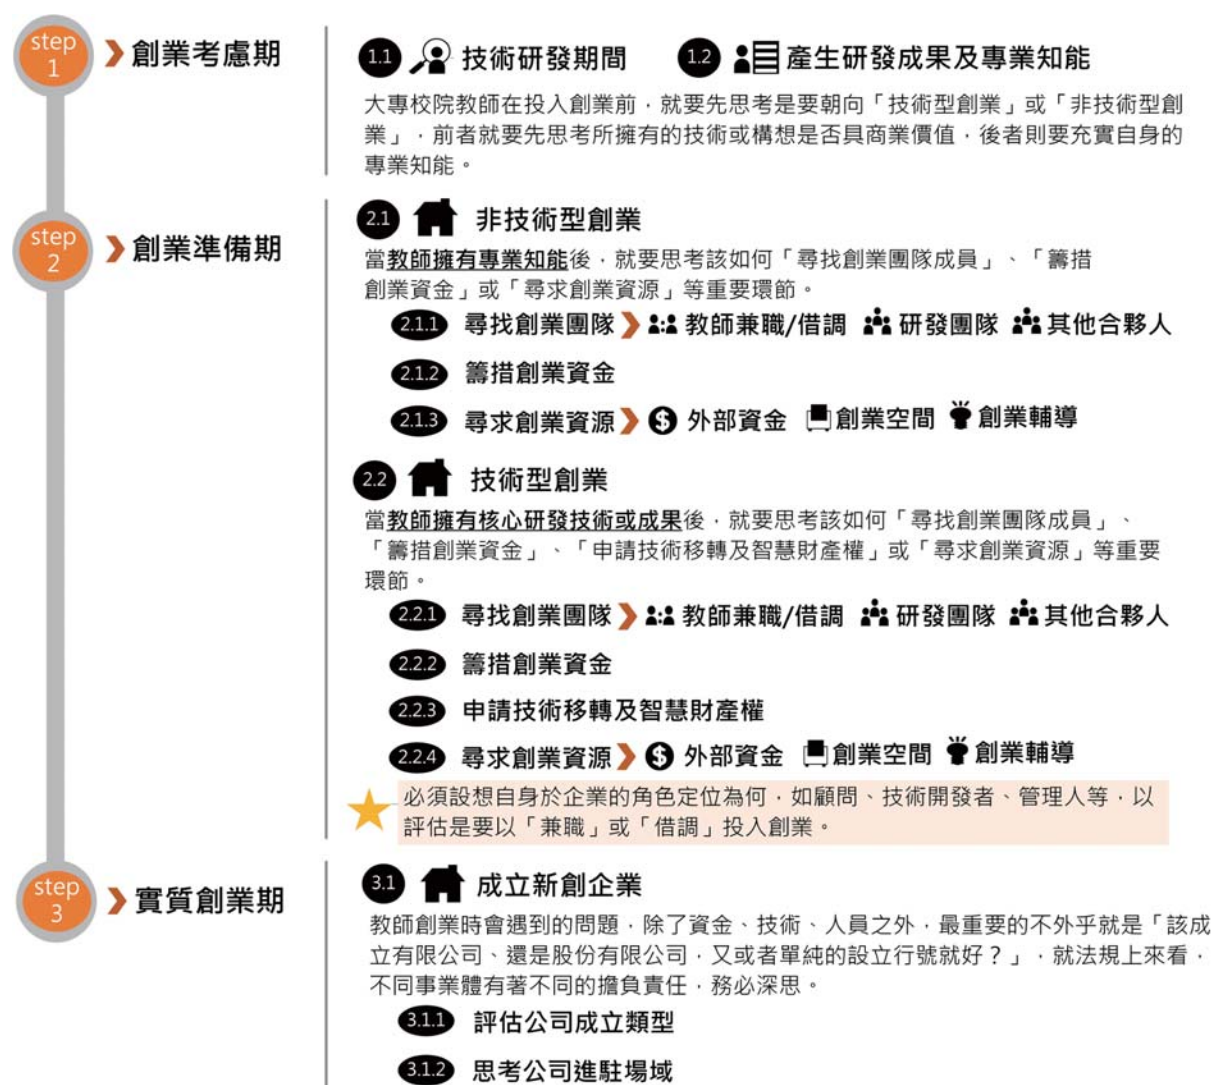 step
1
創業考慮期
1.1 技術研發期間 1.2 產生研發成果及專業知能
大專校院教師在投入創業前，就要先思考是要朝向「技術型創業」或「非技術型創
業」，前者就要先思考所擁有的技術或構想是否具商業價值，後者則要充實自身的
專業知能。
step
2
創業準備期
2.1 非技術型創業
當教師擁有專業知能後，就要思考該如何「尋找創業團隊成員」、「籌措
創業資金」或「尋求創業資源」等重要環節。
2.1.1 尋找創業團隊 教師兼職/借調 研發團隊 其他合夥人
2.1.2 籌措創業資金
2.1.3 尋求創業資源 $ 外部資金 創業空間 創業輔導
2.2 技術型創業
當教師擁有核心研發技術或成果後，就要思考該如何「尋找創業團隊成員」、
「籌措創業資金」、「申請技術移轉及智慧財產權」或「尋求創業資源」等重要
環節。
2.2.1 尋找創業團隊 教師兼職/借調 研發團隊 其他合夥人
2.2.2 籌措創業資金
2.2.3 申請技術移轉及智慧財產權
2.2.4 尋求創業資源 $ 外部資金 創業空間 創業輔導
必須設想自身於企業的角色定位為何，如顧問、技術開發者、管理人等，以
評估是要以「兼職」或「借調」投入創業。
step
3
實質創業期
3.1 成立新創企業
教師創業時會遇到的問題，除了資金、技術、人員之外，最重要的不外乎就是「該成
立有限公司、還是股份有限公司，又或者單純的設立行號就好？」，就法規上來看，
不同事業體有著不同的擔負責任，務必深思。
3.1.1 評估公司成立類型
3.1.2 思考公司進駐場域